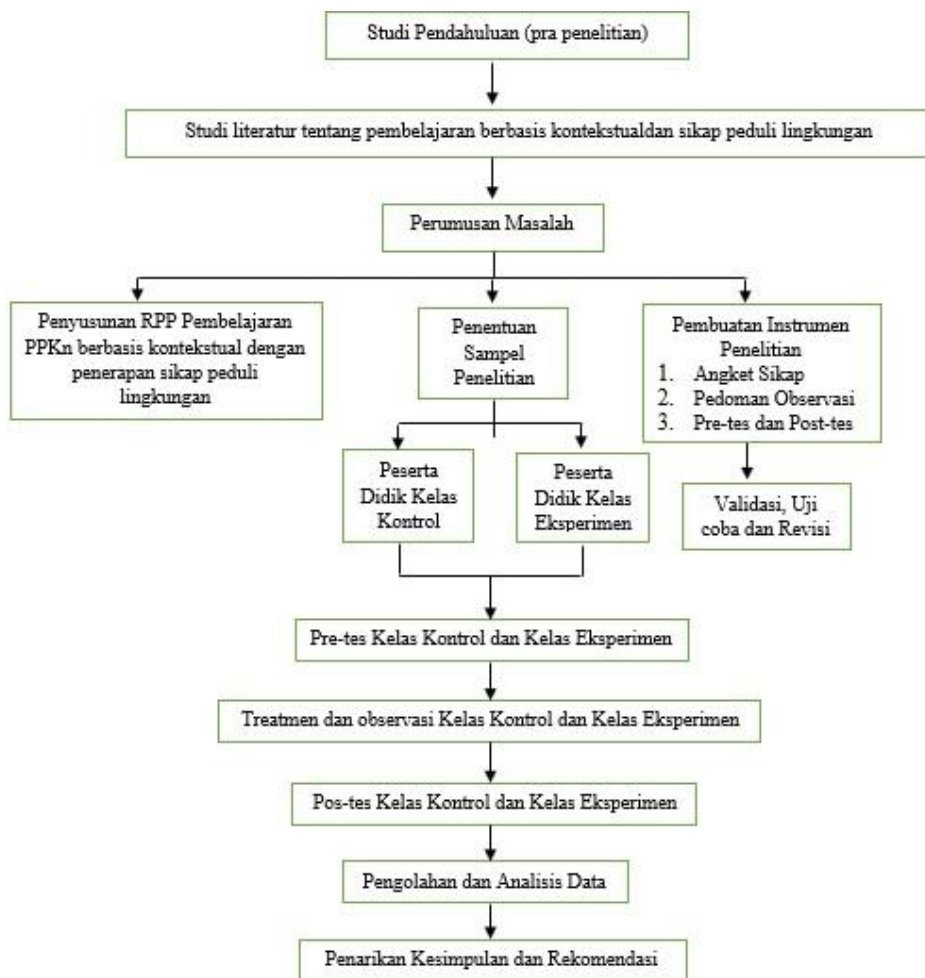 Studi Pendahuluan (pra penelitian)
Studi literatur tentang pembelajaran berbasis kontekstualdan sikap peduli lingkungan
Perumusan Masalah
Penyusunan RPP Pembelajaran
PPKn berbasis kontekstual dengan
penerapan sikap peduli
lingkungan
Penentuan
Sampel
Penelitian
Pembuatan Instrumen
Penelitian
1. Angket Sikap
2. Pedoman Observasi
3. Pre-tes dan Post-tes
Peserta
Didik Kelas
Kontrol
Peserta
Didik Kelas
Eksperimen
Validasi, Uji
coba dan Revisi
Pre-tes Kelas Kontrol dan Kelas Eksperimen
Treatmen dan observasi Kelas Kontrol dan Kelas Eksperimen
Pos-tes Kelas Kontrol dan Kelas Eksperimen
Pengolahan dan Analisis Data
Penarikan Kesimpulan dan Rekomendasi